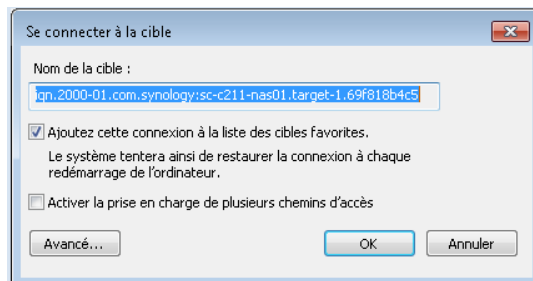 Se connecter à la cible
Nom de la cible :
iqn.2000-01.com.synology:sc-c211-nas01.target-1.69f818b4c5
Ajoutez cette connexion à la liste des cibles favorites.
Le système tentera ainsi de restaurer la connexion à chaque
redémarrage de l'ordinateur.
Activer la prise en charge de plusieurs chemins d'accès
Avancé...
OK
Annuler